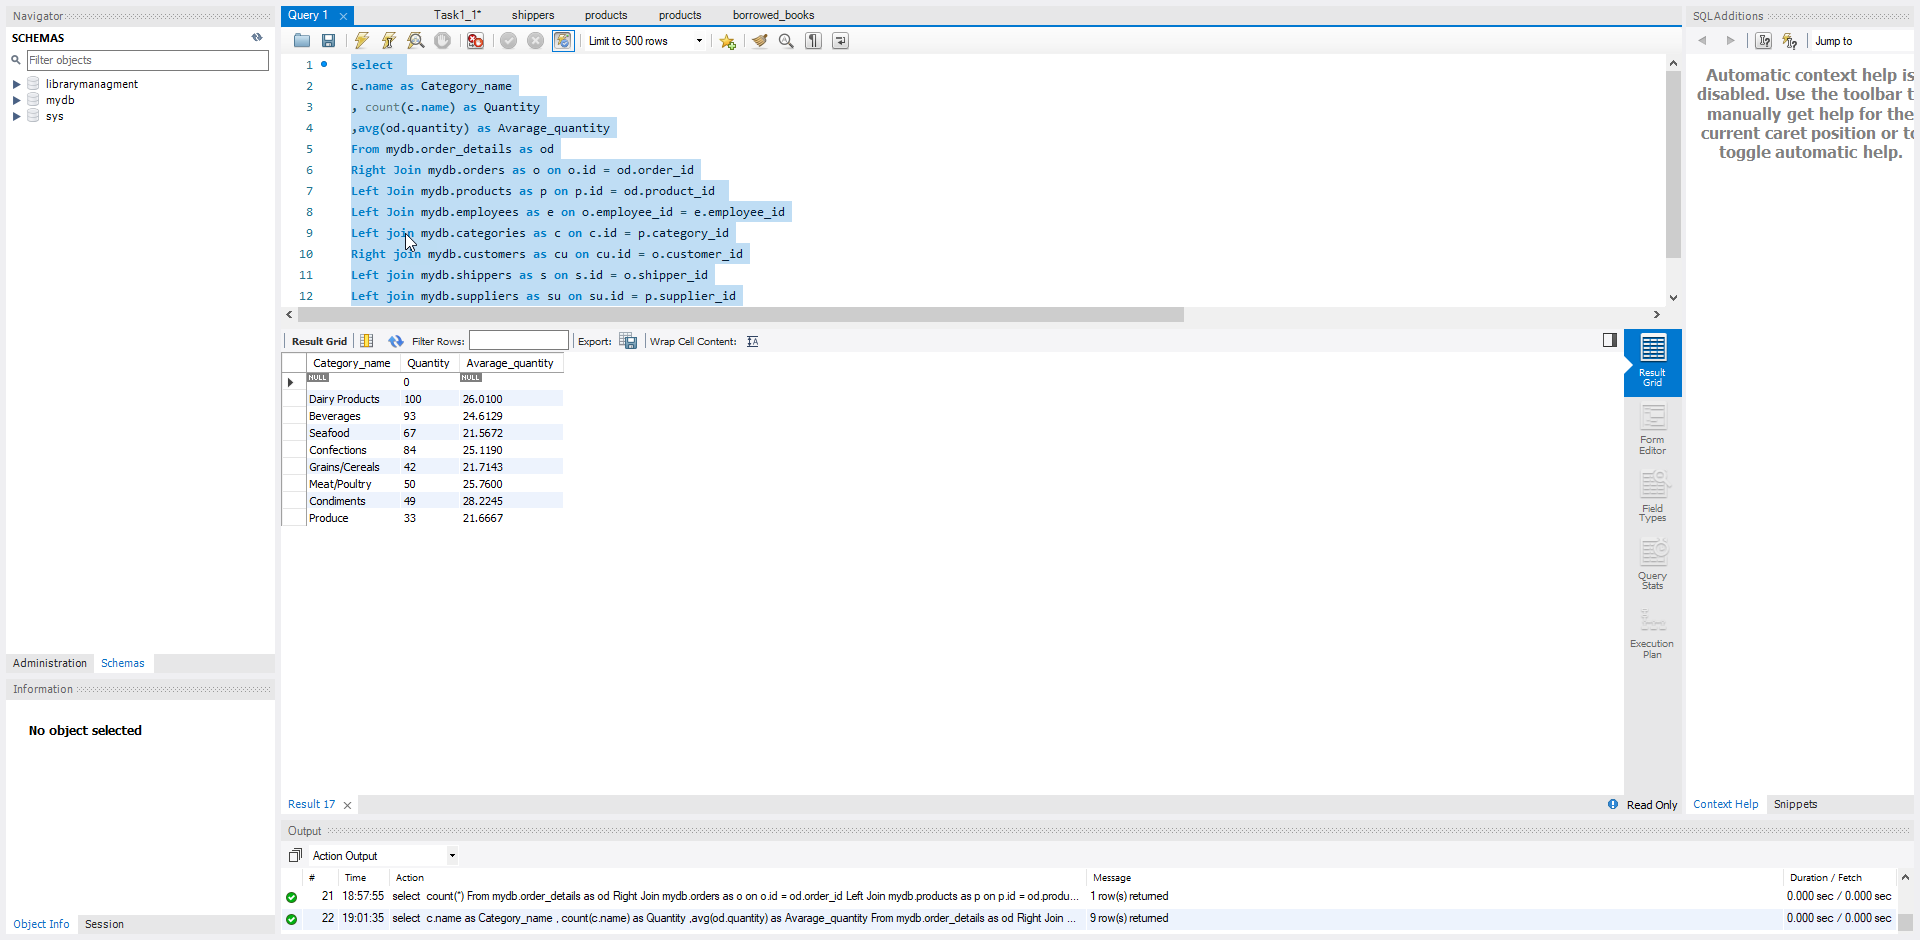 Navigator
SCHEMAS
Filter objects
librarymanagment
mydb
sys
Administration Schemas
Information
No object selected
Object Info Session
Query 1 Task1_1* shippers products products borrowed_books
Limit to 500 rows
1 select
2 c.name as Category_name
3 , count(c.name) as Quantity
4 ,avg(od.quantity) as Avarage_quantity
5 From mydb.order_details as od
6 Right Join mydb.orders as o on o.id = od.order_id
7 Left Join mydb.products as p on p.id = od.product_id
8 Left Join mydb.employees as e on o.employee_id = e.employee_id
9 Left join mydb.categories as c on c.id = p.category_id
10 Right join mydb.customers as cu on cu.id = o.customer_id
11 Left join mydb.shippers as s on s.id = o.shipper_id
12 Left join mydb.suppliers as su on su.id = p.supplier_id
Result Grid Filter Rows: Export: Wrap Cell Content:
Category_name Quantity Avarage_quantity
NULL 0 NULL
Dairy Products 100 26.0100
Beverages 93 24.6129
Seafood 67 21.5672
Confections 84 25.1190
Grains/Cereals 42 21.7143
Meat/Poultry 50 25.7600
Condiments 49 28.2245
Produce 33 21.6667
Result
Grid
Form
Editor
Field
Types
Query
Stats
Execution
Plan
Result 17 Read Only
SQLAdditions
Jump to
Automatic context help is
disabled. Use the toolbar t
manually get help for the
current caret position or to
toggle automatic help.
Context Help Snippets
Output
Action Output
# Time Action Message Duration / Fetch
21 18:57:55 select count(*) From mydb.order_details as od Right Join mydb.orders as o on o.id = od.order_id Left Join mydb.products as p on p.id = od.produ... 1 row(s) returned 0.000 sec / 0.000 sec
22 19:01:35 select c.name as Category_name , count(c.name) as Quantity ,avg(od.quantity) as Avarage_quantity From mydb.order_details as od Right Join ... 9 row(s) returned 0.000 sec / 0.000 sec